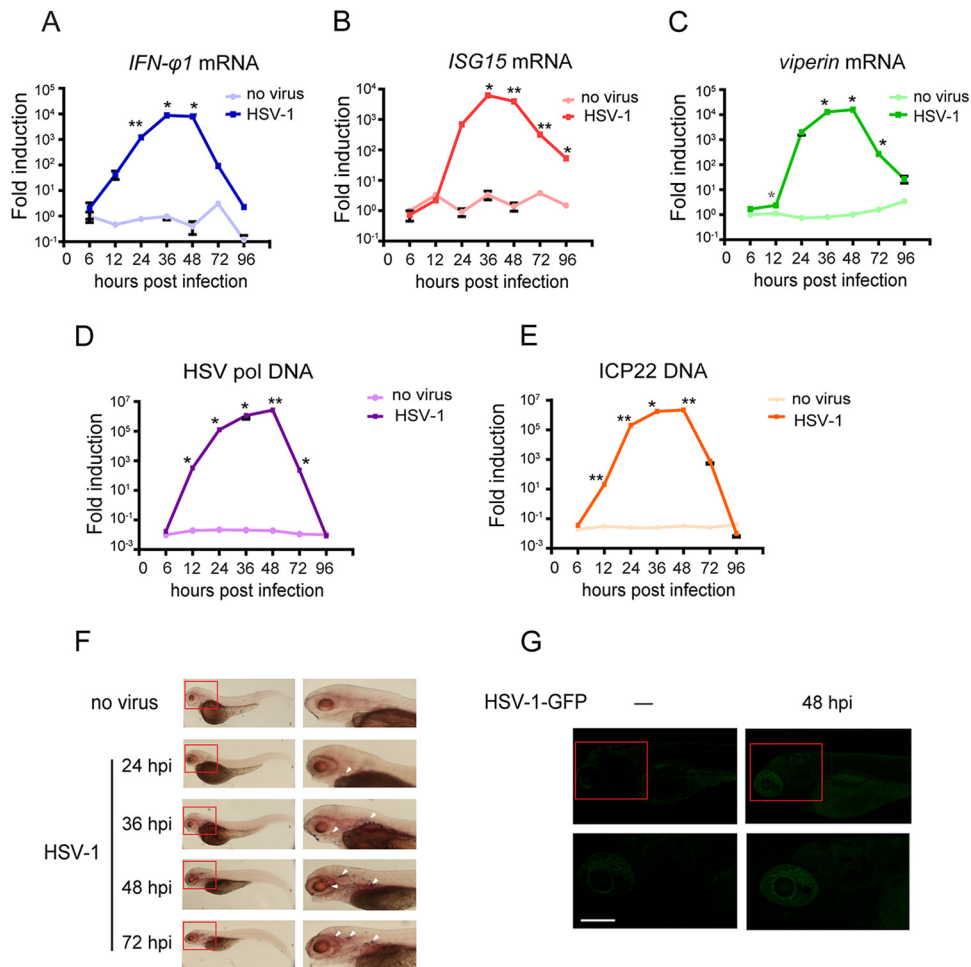 A
IFN-φ1 mRNA
no virus
HSV-1
Fold induction
10^5
10^4
10^3
10^2
10^1
10^0
10^-1
** * *
0 6 12 24 36 48 72 96
hours post infection
B
ISG15 mRNA
no virus
HSV-1
Fold induction
10^4
10^3
10^2
10^1
10^0
10^-1
* ** ** *
0 6 12 24 36 48 72 96
hours post infection
C
viperin mRNA
no virus
HSV-1
Fold induction
10^5
10^4
10^3
10^2
10^1
10^0
10^-1
* * * *
0 6 12 24 36 48 72 96
hours post infection
D
HSV pol DNA
no virus
HSV-1
Fold induction
10^7
10^5
10^3
10^1
10^-1
10^-3
* * * ** *
0 6 12 24 36 48 72 96
hours post infection
E
ICP22 DNA
no virus
HSV-1
Fold induction
10^7
10^5
10^3
10^1
10^-1
10^-3
** ** * **
0 6 12 24 36 48 72 96
hours post infection
F
no virus
HSV-1
24 hpi
36 hpi
48 hpi
72 hpi
G
HSV-1-GFP — 48 hpi